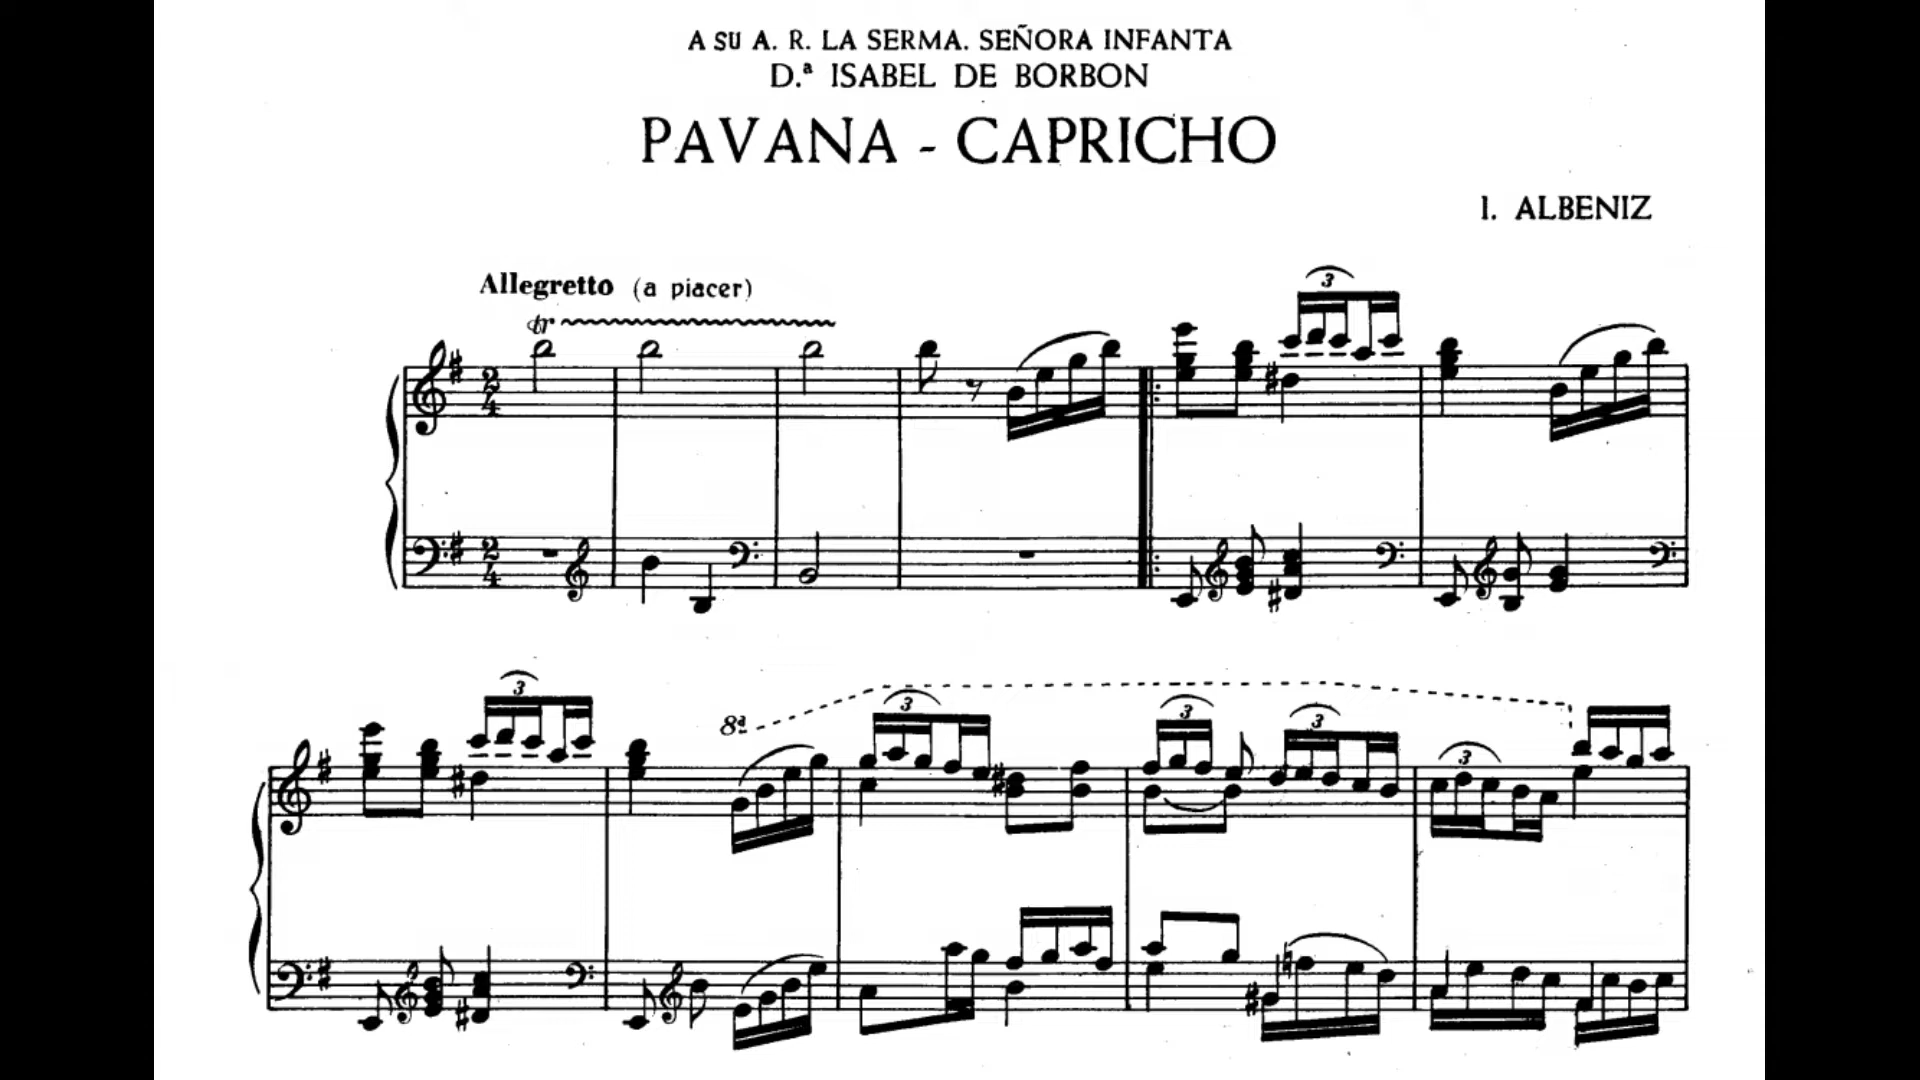 A SU A. R. LA SERMA. SEÑORA INFANTA
D.ª ISABEL DE BORBON
PAVANA - CAPRICHO
I. ALBENIZ
Allegretto (a piacer)
tr
3
2
4
2
4
3
8ª
3
3
3
3